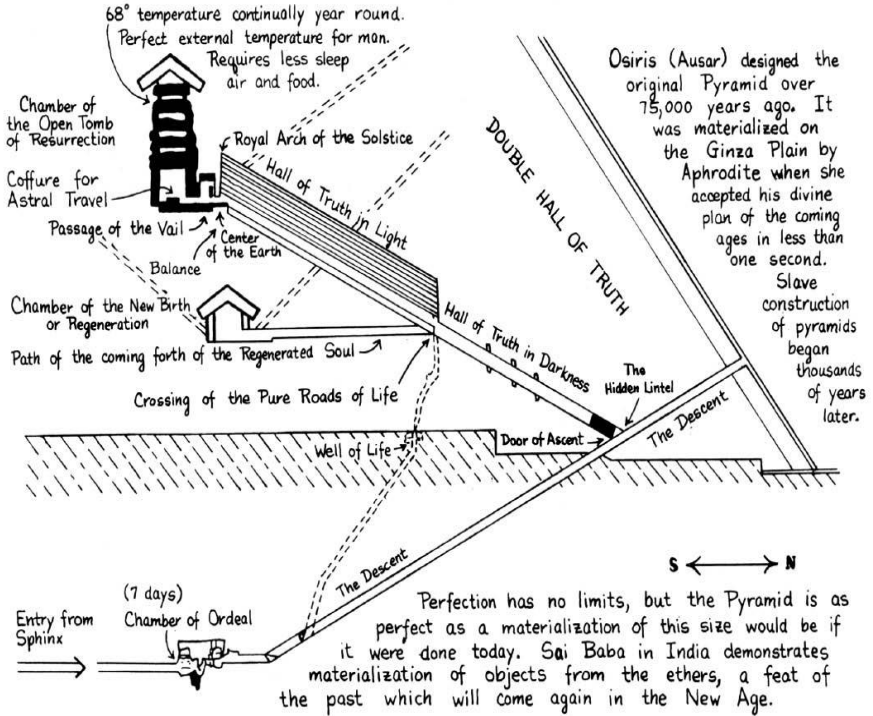 68° temperature continually year round.
Perfect external temperature for man.
Requires less sleep
air and food.
Chamber of
the Open Tomb
of Resurrection
Royal Arch of the Solstice
Coffure for
Astral Travel
Hall of Truth in Light
Passage of the Vail
Center
of the Earth
Balance
Chamber of the New Birth
or Regeneration
Path of the coming forth of the Regenerated Soul
Crossing of the Pure Roads of Life
Hall of Truth in Darkness
DOUBLE HALL OF TRUTH
The
Hidden Lintel
Door of Ascent
The Descent
Well of Life
The Descent
Osiris (Ausar) designed the
original Pyramid over
75,000 years ago. It
was materialized on
the Ginza Plain by
Aphrodite when she
accepted his divine
plan of the coming
ages in less than
one second.
Slave
construction
of pyramids
began
thousands
of years
later.
S N
(7 days)
Chamber of Ordeal
Entry from
Sphinx
Perfection has no limits, but the Pyramid is as
perfect as a materialization of this size would be if
it were done today. Sai Baba in India demonstrates
materialization of objects from the ethers, a feat of
the past which will come again in the New Age.